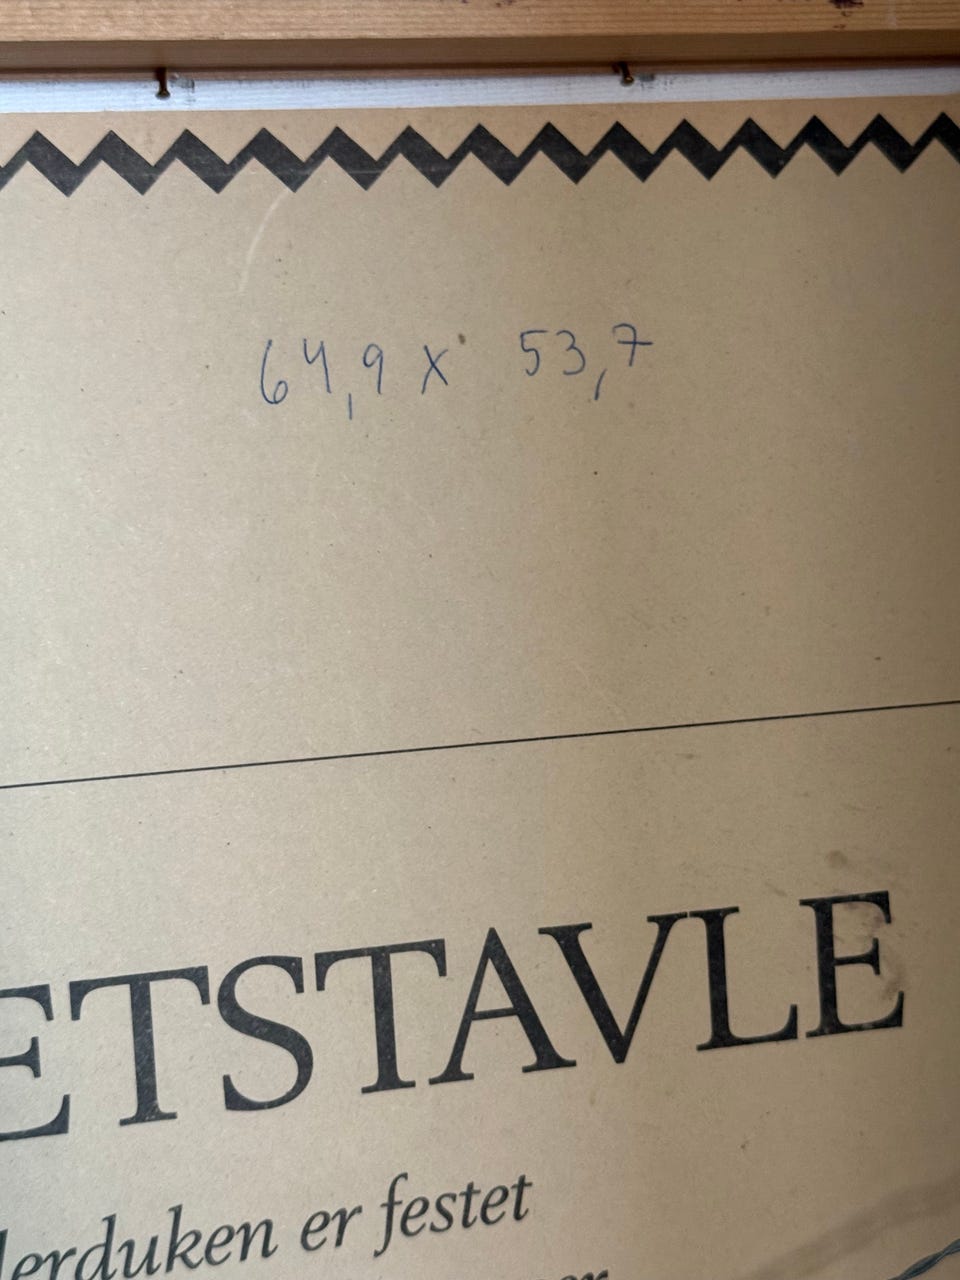 64,9 x 53,7
ETSTAVLE
lerduken er festet